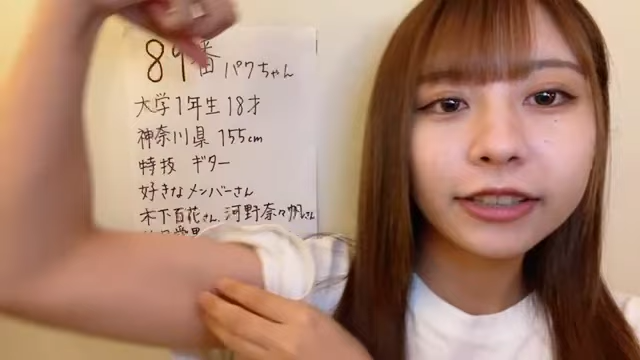 89番 パワちゃん
大学1年生 18才
神奈川県 155cm
特技 ギター
好きなメンバーさん
木下百花さん、河野奈々帆さん